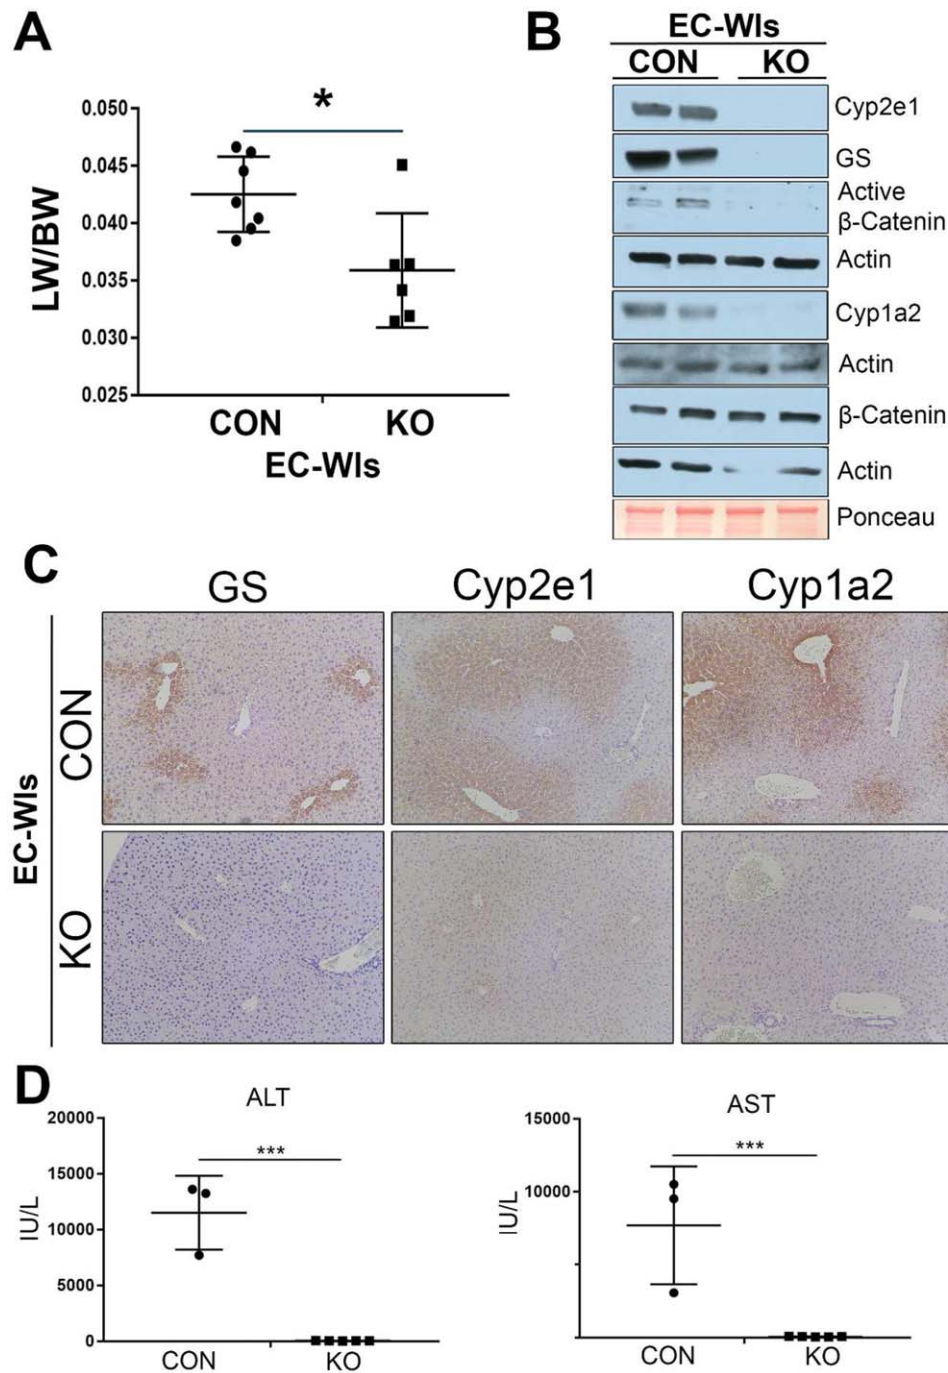 A
*
0.050
0.045
0.040
0.035
0.030
0.025
LW/BW
CON KO
EC-Wls
B
EC-Wls
CON KO
Cyp2e1
GS
Active
β-Catenin
Actin
Cyp1a2
Actin
β-Catenin
Actin
Ponceau
C
GS Cyp2e1 Cyp1a2
EC-Wls
CON
KO
D
ALT
20000
15000
10000
5000
0
IU/L
***
CON KO
AST
15000
10000
IU/L
***
CON KO